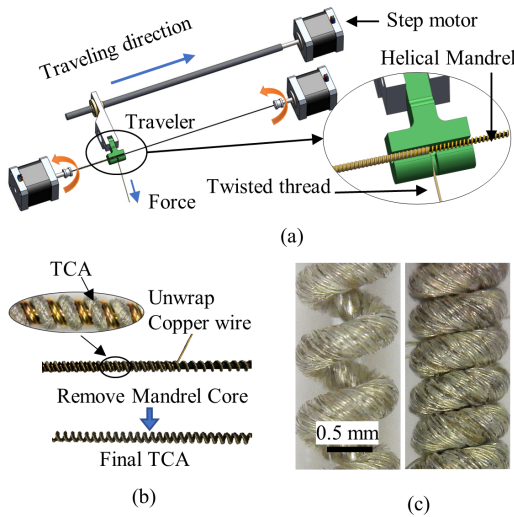 Step motor
Traveling direction
Helical Mandrel
Traveler
Twisted thread
Force
(a)
TCA
Unwrap
Copper wire
Remove Mandrel Core
Final TCA
0.5 mm
(b)
(c)